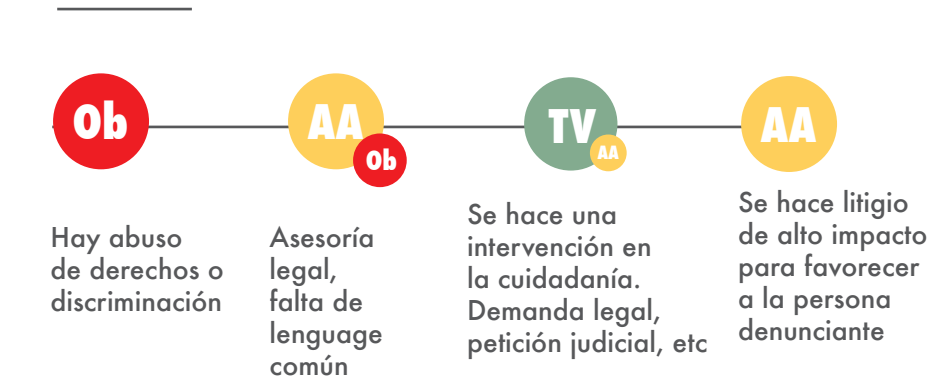 Ob
AA
Ob
TV
AA
AA
Hay abuso
de derechos o
discriminación
Asesoría
legal,
falta de
lenguage
común
Se hace una
intervención en
la cuidadanía.
Demanda legal,
petición judicial, etc
Se hace litigio
de alto impacto
para favorecer
a la persona
denunciante